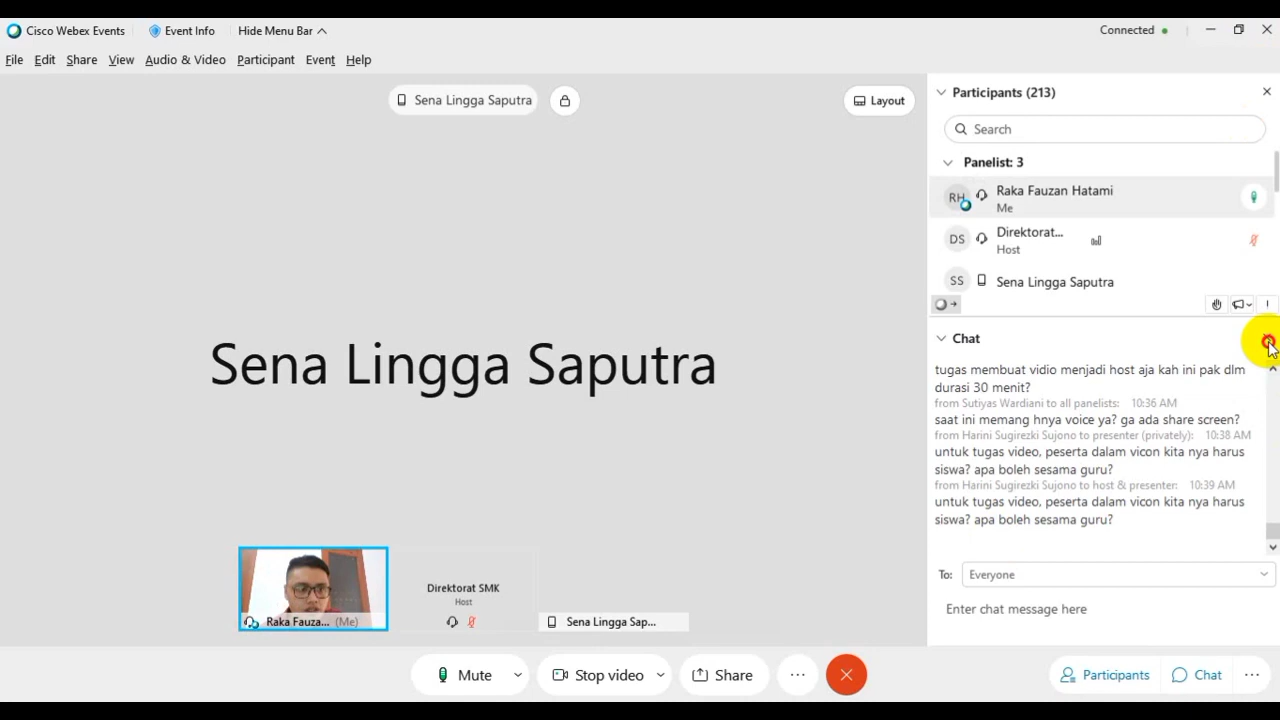 Cisco Webex Events
Event Info
Hide Menu Bar
Connected
File Edit Share View Audio & Video Participant Event Help
Sena Lingga Saputra
Layout
Sena Lingga Saputra
Raka Fauza... (Me)
Direktorat SMK
Host
Sena Lingga Sap...
Participants (213)
Search
Panelist: 3
RH
Raka Fauzan Hatami
Me
DS
Direktorat...
Host
SS
Sena Lingga Saputra
Chat
tugas membuat vidio menjadi host aja kah ini pak dlm
durasi 30 menit?
from Sutiyas Wardiani to all panelists: 10:36 AM
saat ini memang hnya voice ya? ga ada share screen?
from Harini Sugirezki Sujono to presenter (privately): 10:38 AM
untuk tugas video, peserta dalam vicon kita nya harus
siswa? apa boleh sesama guru?
from Harini Sugirezki Sujono to host & presenter: 10:39 AM
untuk tugas video, peserta dalam vicon kita nya harus
siswa? apa boleh sesama guru?
To: Everyone
Enter chat message here
Mute
Stop video
Share
Participants
Chat